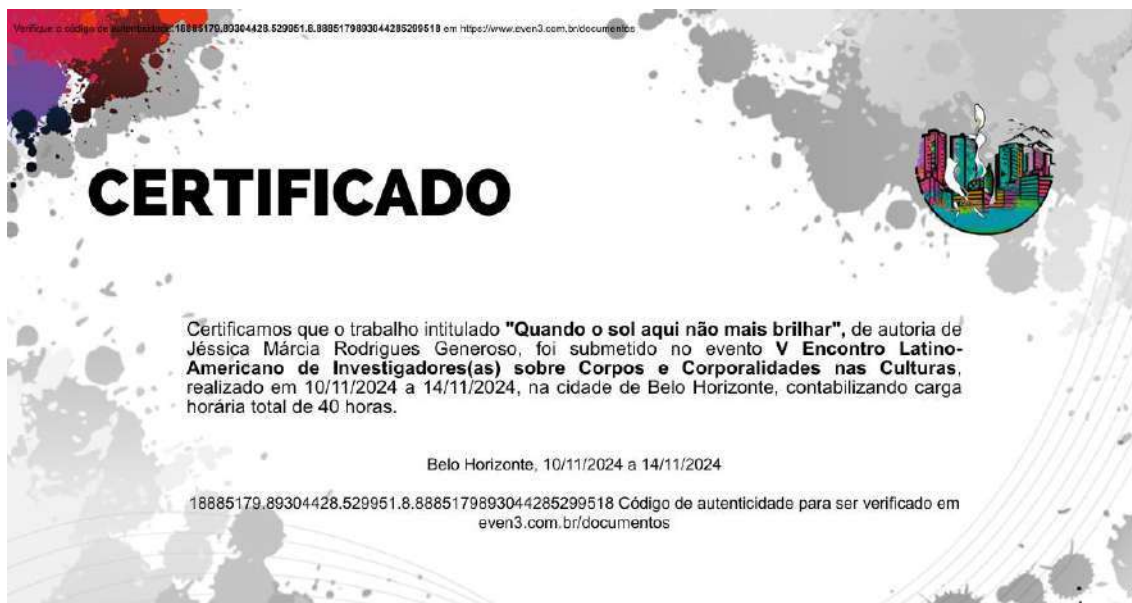 Verifique o código de autenticidade 18885179.89304428.529951.8.8885179893044285299518 em https://www.even3.com.br/documentos
CERTIFICADO
Certificamos que o trabalho intitulado "Quando o sol aqui não mais brilhar", de autoria de
Jéssica Márcia Rodrigues Generoso, foi submetido no evento V Encontro Latino-
Americano de Investigadores(as) sobre Corpos e Corporalidades nas Culturas,
realizado em 10/11/2024 a 14/11/2024, na cidade de Belo Horizonte, contabilizando carga
horária total de 40 horas.
Belo Horizonte, 10/11/2024 a 14/11/2024
18885179.89304428.529951.8.8885179893044285299518 Código de autenticidade para ser verificado em
even3.com.br/documentos